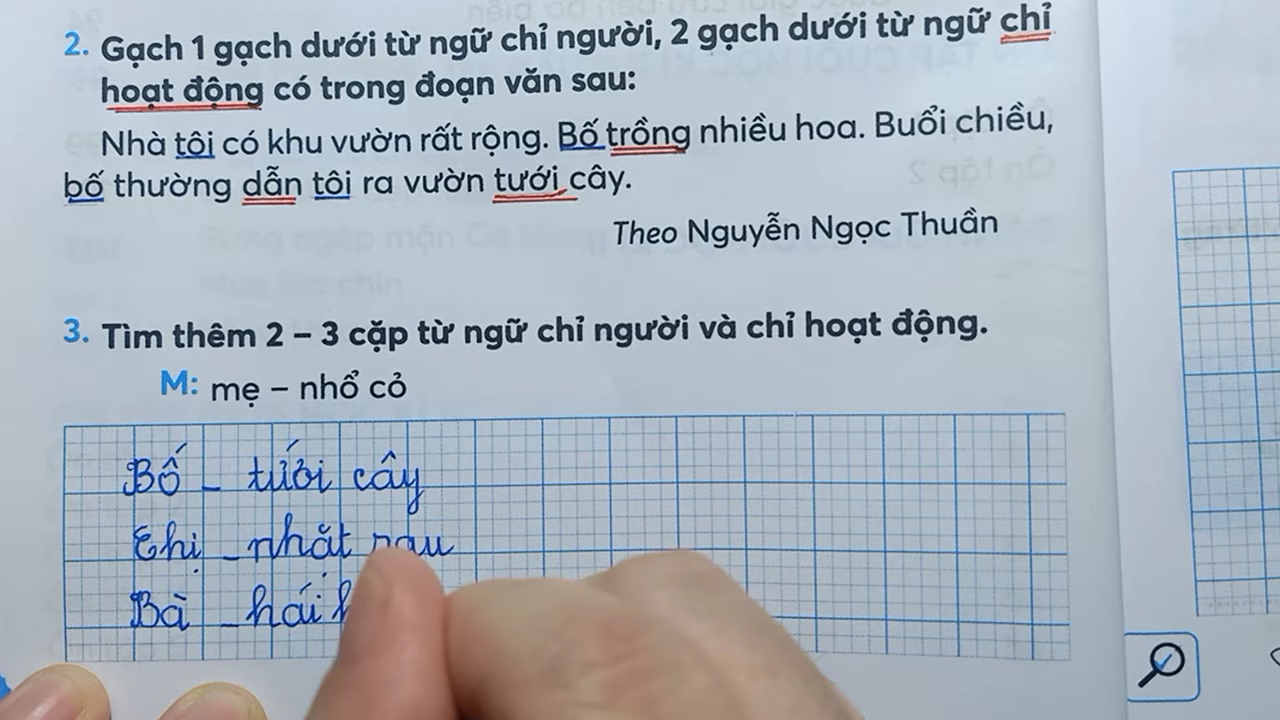 2. Gạch 1 gạch dưới từ ngữ chỉ người, 2 gạch dưới từ ngữ chỉ
hoạt động có trong đoạn văn sau:
Nhà tôi có khu vườn rất rộng. Bố trồng nhiều hoa. Buổi chiều,
bố thường dẫn tôi ra vườn tưới cây.
Theo Nguyễn Ngọc Thuần
3. Tìm thêm 2 – 3 cặp từ ngữ chỉ người và chỉ hoạt động.
M: mẹ – nhổ cỏ
Bố – tưới cây
Chị – nhặt rau
Bà – hái